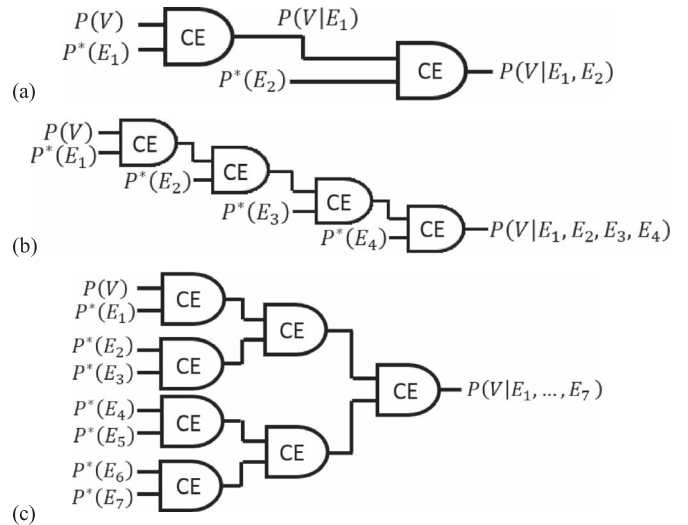 P(V)
P(V|E₁)
P*(E₁)
CE
P*(E₂)
CE
P(V|E₁, E₂)
(a)
P(V)
P*(E₁)
CE
P*(E₂)
CE
P*(E₃)
CE
P*(E₄)
CE
P(V|E₁, E₂, E₃, E₄)
(b)
P(V)
P*(E₁)
CE
P*(E₂)
P*(E₃)
CE
CE
P*(E₄)
P*(E₅)
CE
P*(E₆)
P*(E₇)
CE
CE
CE
P(V|E₁, ..., E₇)
(c)